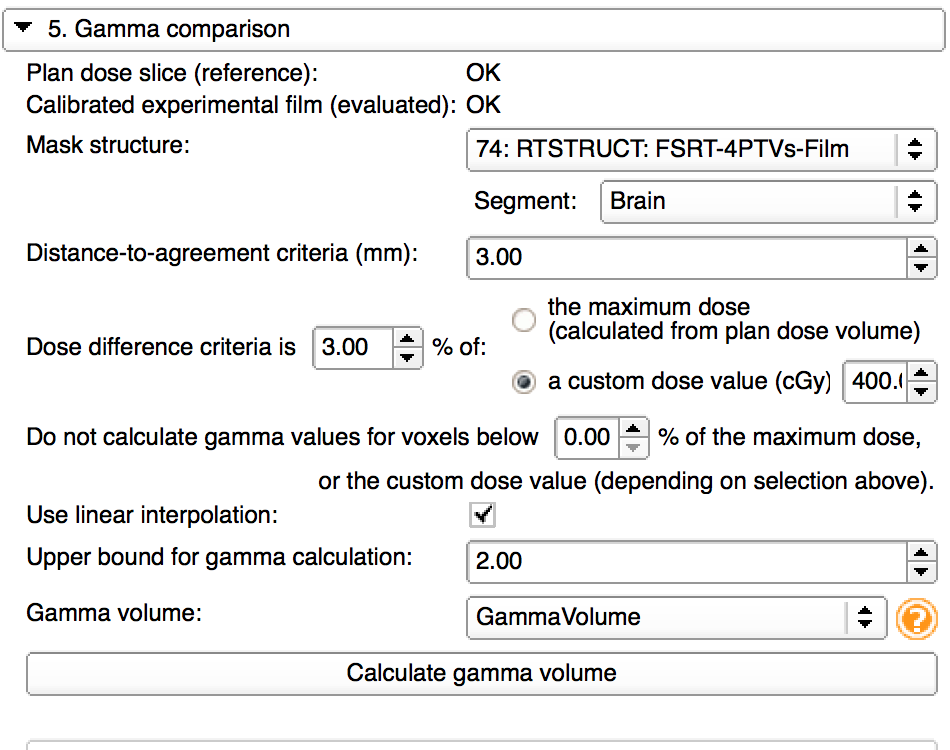 5. Gamma comparison
Plan dose slice (reference): OK
Calibrated experimental film (evaluated): OK
Mask structure: 74: RTSTRUCT: FSRT-4PTVs-Film
Segment: Brain
Distance-to-agreement criteria (mm): 3.00
the maximum dose
(calculated from plan dose volume)
Dose difference criteria is 3.00 % of:
a custom dose value (cGy) 400.
Do not calculate gamma values for voxels below 0.00 % of the maximum dose,
or the custom dose value (depending on selection above).
Use linear interpolation:
Upper bound for gamma calculation: 2.00
Gamma volume: GammaVolume ?
Calculate gamma volume